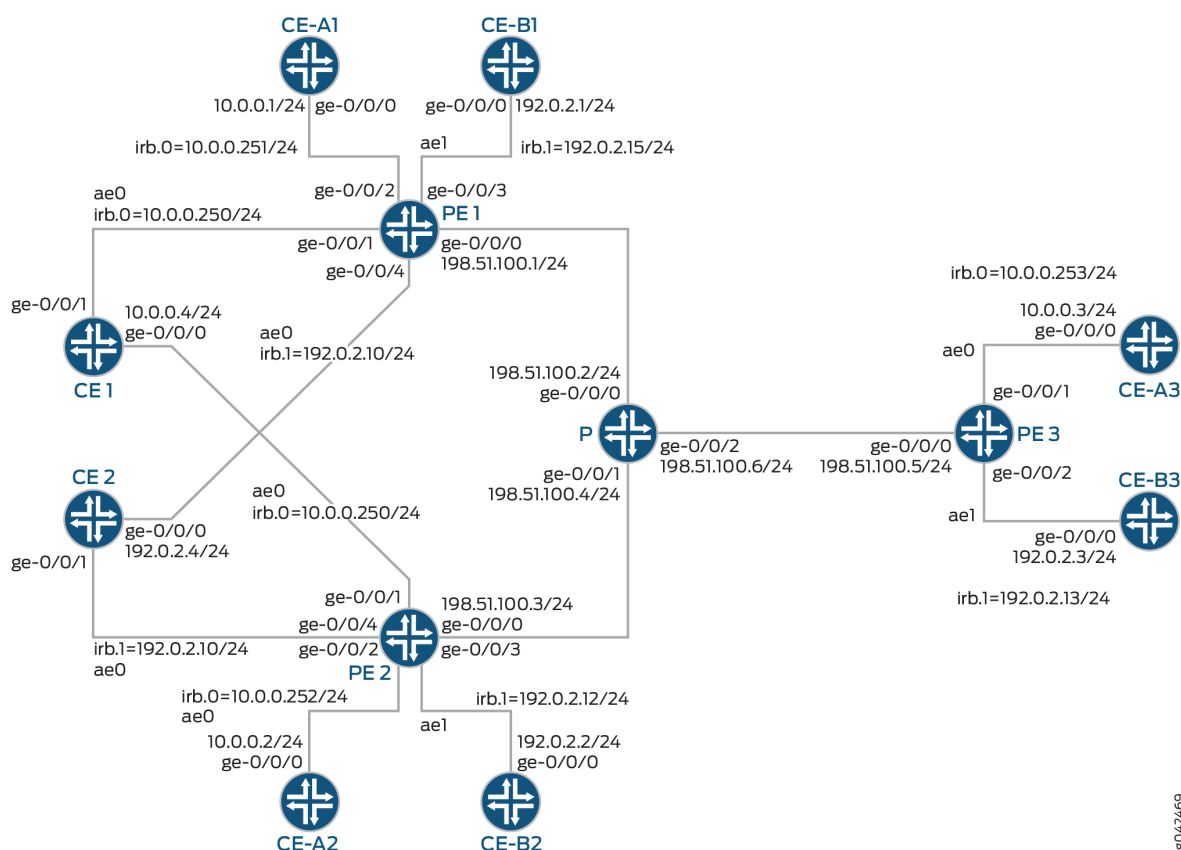 CE-A1
CE-B1
10.0.0.1/24 ge-0/0/0
ge-0/0/0 192.0.2.1/24
irb.0=10.0.0.251/24
ae1
irb.1=192.0.2.15/24
ge-0/0/2
ge-0/0/3
ae0
irb.0=10.0.0.250/24
PE 1
ge-0/0/1
ge-0/0/0
198.51.100.1/24
ge-0/0/4
ge-0/0/1
10.0.0.4/24
ge-0/0/0
CE 1
ae0
irb.1=192.0.2.10/24
irb.0=10.0.0.253/24
10.0.0.3/24
ge-0/0/0
ae0
CE-A3
ge-0/0/1
198.51.100.2/24
ge-0/0/0
P
ge-0/0/2
198.51.100.6/24
ge-0/0/0
198.51.100.5/24
PE 3
ge-0/0/1
198.51.100.4/24
ge-0/0/2
CE-B3
ae1
ge-0/0/0
192.0.2.3/24
irb.1=192.0.2.13/24
CE 2
ae0
irb.0=10.0.0.250/24
ge-0/0/0
192.0.2.4/24
ge-0/0/1
ge-0/0/1
198.51.100.3/24
ge-0/0/4
ge-0/0/0
irb.1=192.0.2.10/24
ae0
ge-0/0/2
ge-0/0/3
PE 2
irb.0=10.0.0.252/24
ae0
irb.1=192.0.2.12/24
ae1
10.0.0.2/24
ge-0/0/0
192.0.2.2/24
ge-0/0/0
CE-A2
CE-B2
g042469